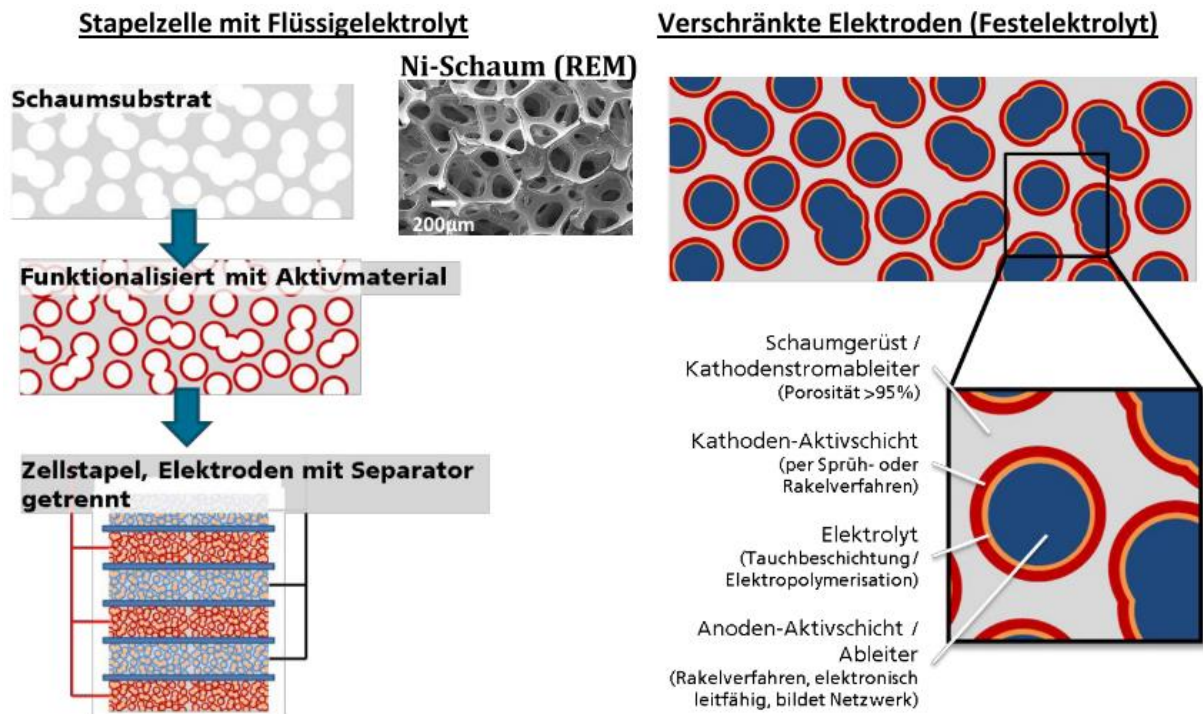 Stapelzelle mit Flüssigelektrolyt
Schaumsubstrat
Ni-Schaum (REM)
200µm
Funktionalisiert mit Aktivmaterial
Zellstapel, Elektroden mit Separator
getrennt
Verschränkte Elektroden (Festelektrolyt)
Schaumgerüst /
Kathodenstromableiter
(Porosität >95%)
Kathoden-Aktivschicht
(per Sprüh- oder
Rakelverfahren)
Elektrolyt
(Tauchbeschichtung/
Elektropolymerisation)
Anoden-Aktivschicht /
Ableiter
(Rakelverfahren, elektronisch
leitfähig, bildet Netzwerk)